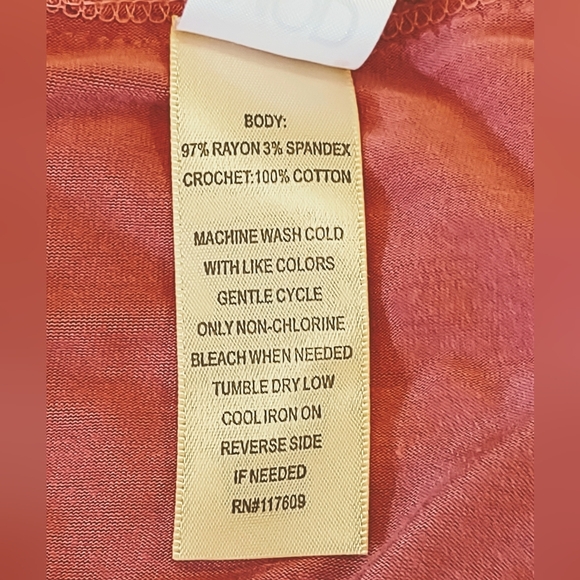 BODY:
97% RAYON 3% SPANDEX
CROCHET:100% COTTON
MACHINE WASH COLD
WITH LIKE COLORS
GENTLE CYCLE
ONLY NON-CHLORINE
BLEACH WHEN NEEDED
TUMBLE DRY LOW
COOL IRON ON
REVERSE SIDE
IF NEEDED
RN#117609